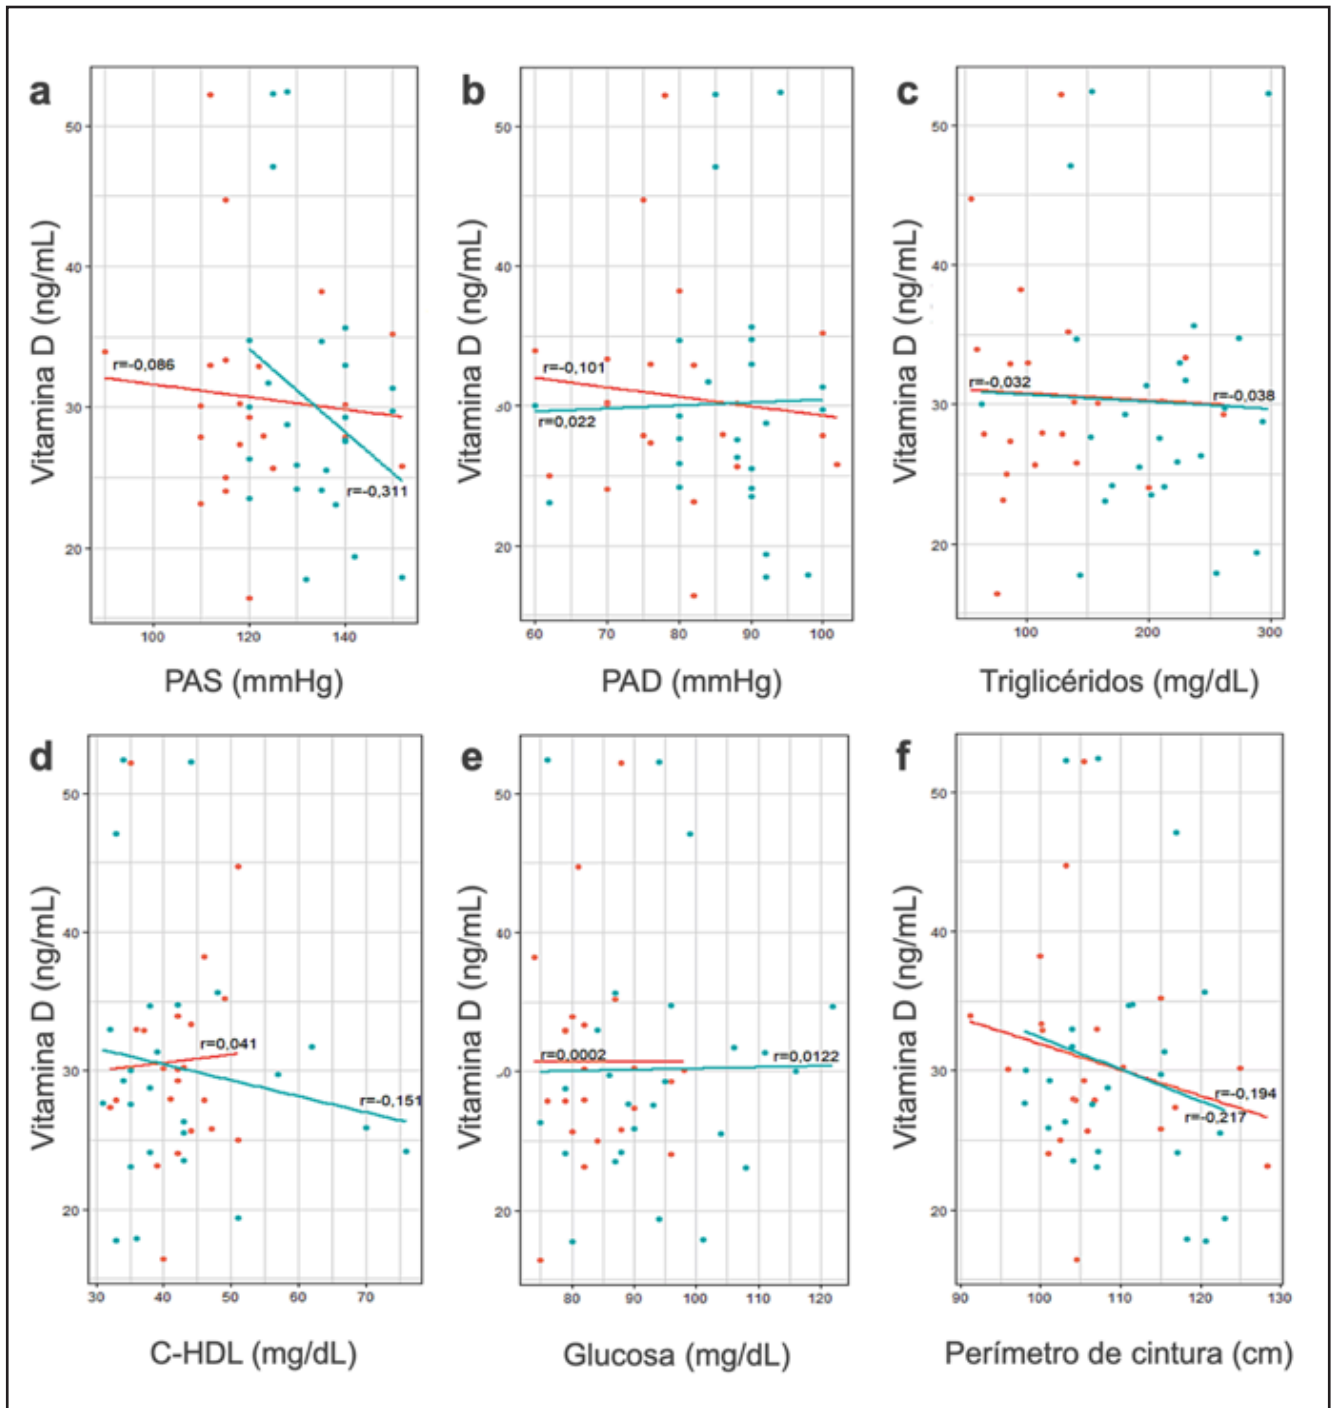 a
b
c
50
40
30
20
Vitamina D (ng/mL)
r=-0,086
r=-0,311
100
120
140
PAS (mmHg)
50
40
30
20
Vitamina D (ng/mL)
r=-0,101
r=0,022
60
70
80
90
100
PAD (mmHg)
50
40
30
20
Vitamina D (ng/mL)
r=-0,032
r=-0,038
100
200
300
Triglicéridos (mg/dL)
d
e
f
50
40
30
20
Vitamina D (ng/mL)
r=0,041
r=-0,151
30
40
50
60
70
C-HDL (mg/dL)
50
40
30
20
Vitamina D (ng/mL)
r=0,0002
r=0,0122
80
90
100
110
120
Glucosa (mg/dL)
50
40
30
20
Vitamina D (ng/mL)
r=-0,194
r=-0,217
90
100
110
120
130
Perímetro de cintura (cm)